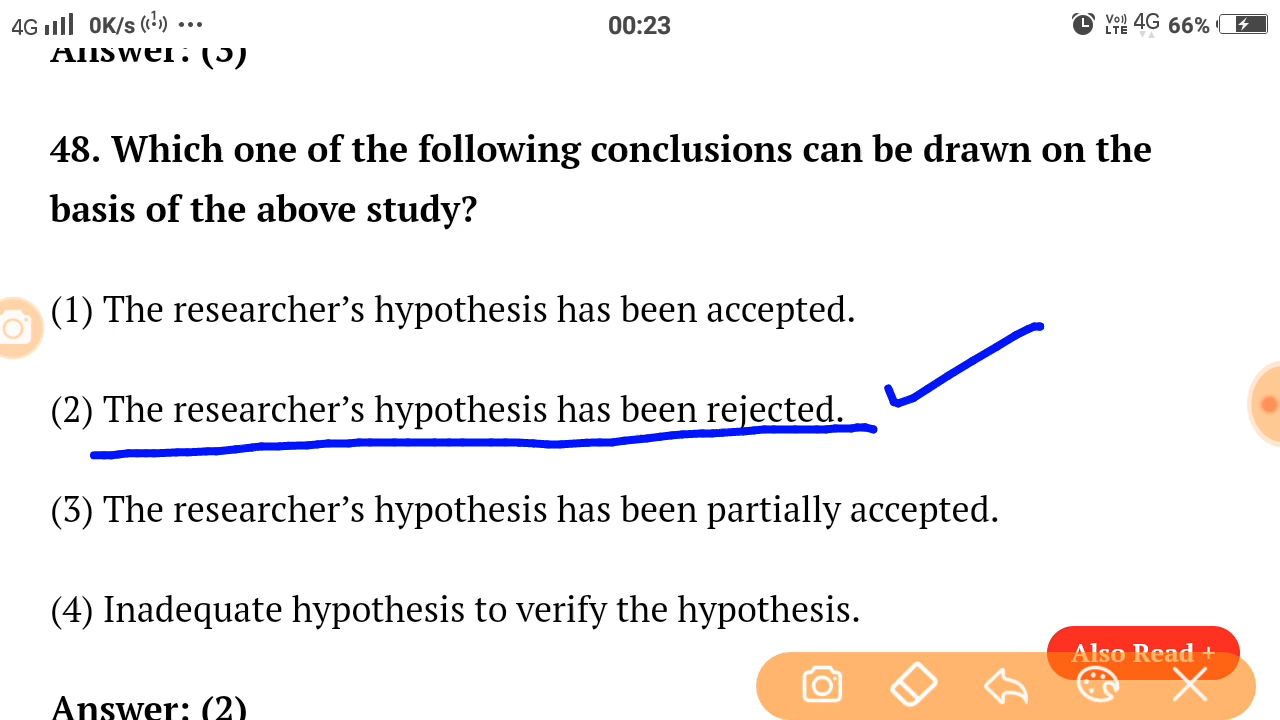 4G 0K/s 1 ... 00:23 Vo) LTE 4G 66%
Answer: (3)
48. Which one of the following conclusions can be drawn on the
basis of the above study?
(1) The researcher’s hypothesis has been accepted.
(2) The researcher’s hypothesis has been rejected.
(3) The researcher’s hypothesis has been partially accepted.
(4) Inadequate hypothesis to verify the hypothesis.
Also Read +
Answer: (2)